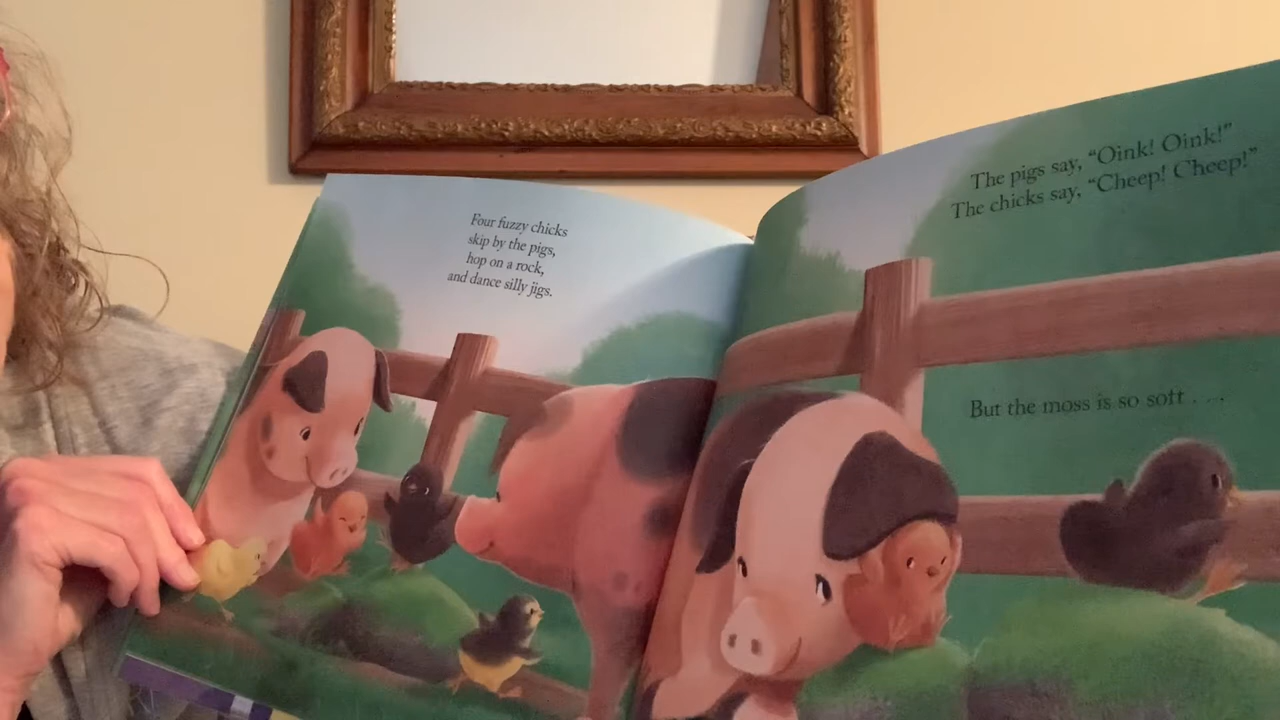 Four fuzzy chicks
skip by the pigs,
hop on a rock,
and dance silly jigs.
The pigs say, “Oink! Oink!”
The chicks say, “Cheep! Cheep!”
But the moss is so soft . . .